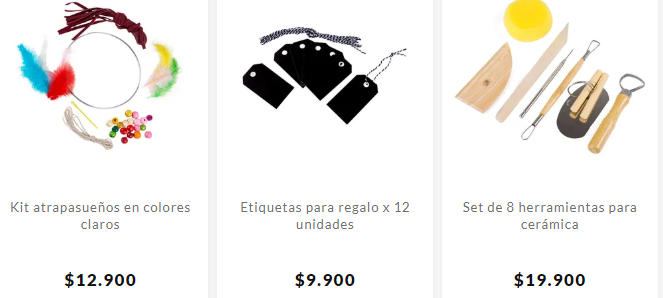 Kit atrapasueños en colores
claros
$12.900
Etiquetas para regalo x 12
unidades
$9.900
Set de 8 herramientas para
cerámica
$19.900